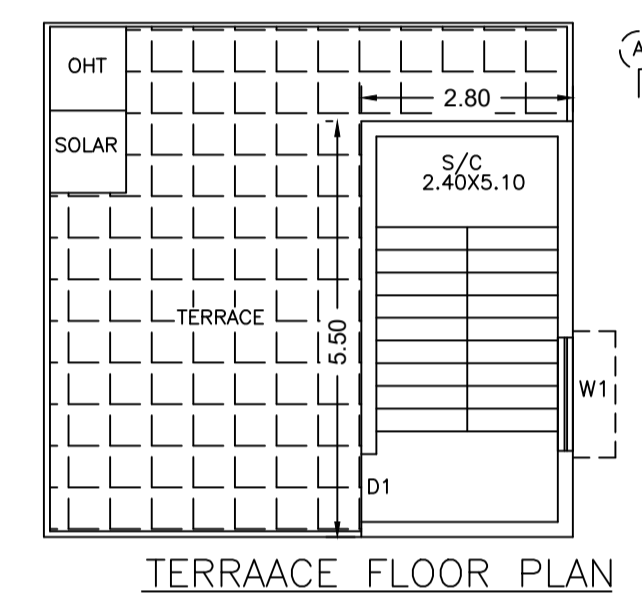 OHT
A
2.80
SOLAR
S/C
2.40X5.10
TERRACE
5.50
W1
D1
TERRAACE FLOOR PLAN